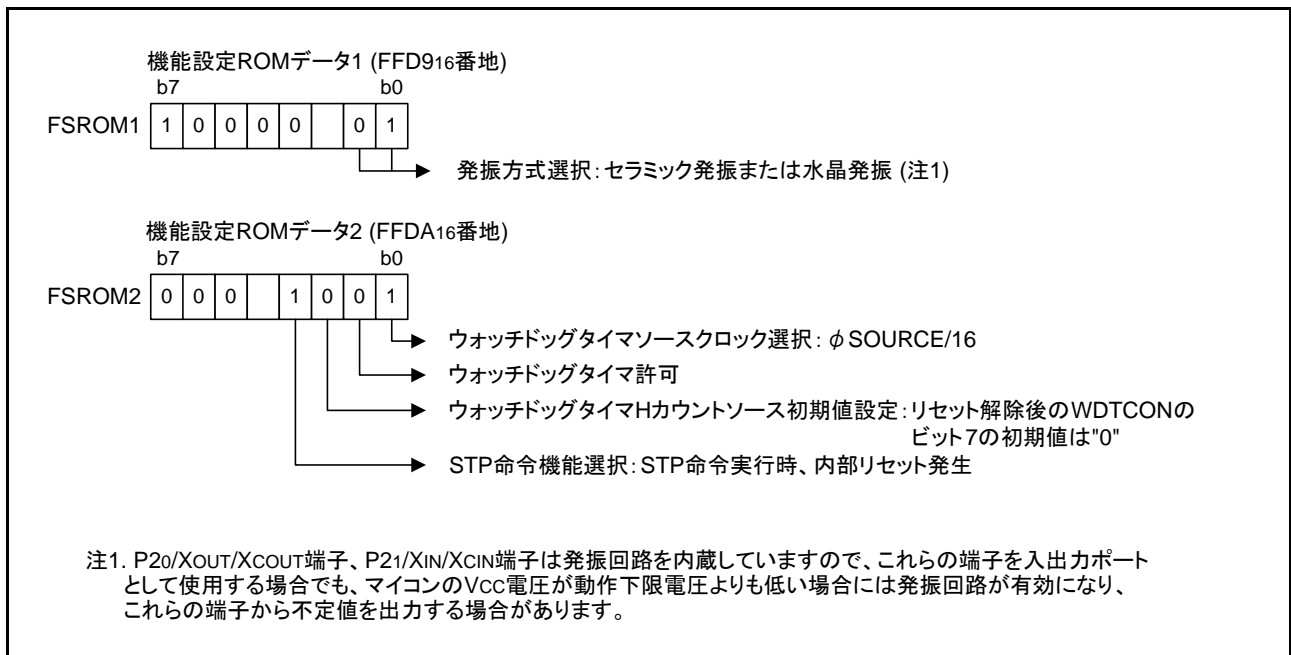 機能設定ROMデータ1 (FFD916番地)
b7 b0
FSROM1 1 0 0 0 0 0 1
発振方式選択：セラミック発振または水晶発振 (注1)
機能設定ROMデータ2 (FFDA16番地)
b7 b0
FSROM2 0 0 0 1 0 0 1
ウォッチドッグタイマソースクロック選択：φSOURCE/16
ウォッチドッグタイマ許可
ウォッチドッグタイマHカウントソース初期値設定：リセット解除後のWDTCONの
ビット7の初期値は"0"
STP命令機能選択：STP命令実行時、内部リセット発生
注1. P20/XOUT/XCOUT端子、P21/XIN/XCIN端子は発振回路を内蔵していますので、これらの端子を入出力ポート
として使用する場合でも、マイコンのVCC電圧が動作下限電圧よりも低い場合には発振回路が有効になり、
これらの端子から不定値を出力する場合があります。